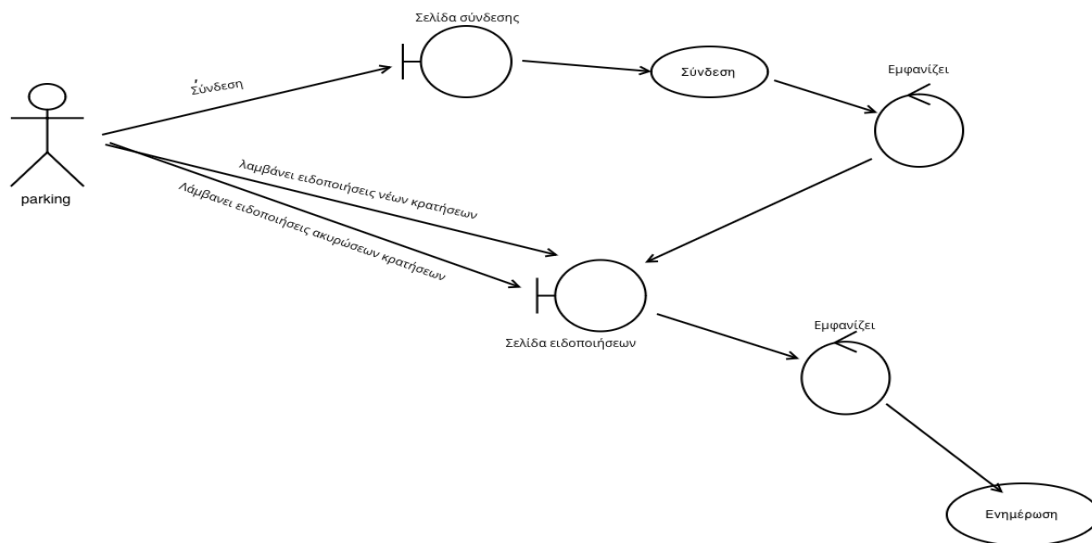 Σελίδα σύνδεσης
Σύνδεση
Εμφανίζει
Σύνδεση
parking
λαμβάνει ειδοποιήσεις νέων κρατήσεων
Λάμβανει ειδοποιήσεις ακυρώσεων κρατήσεων
Σελίδα ειδοποιήσεων
Εμφανίζει
Ενημέρωση